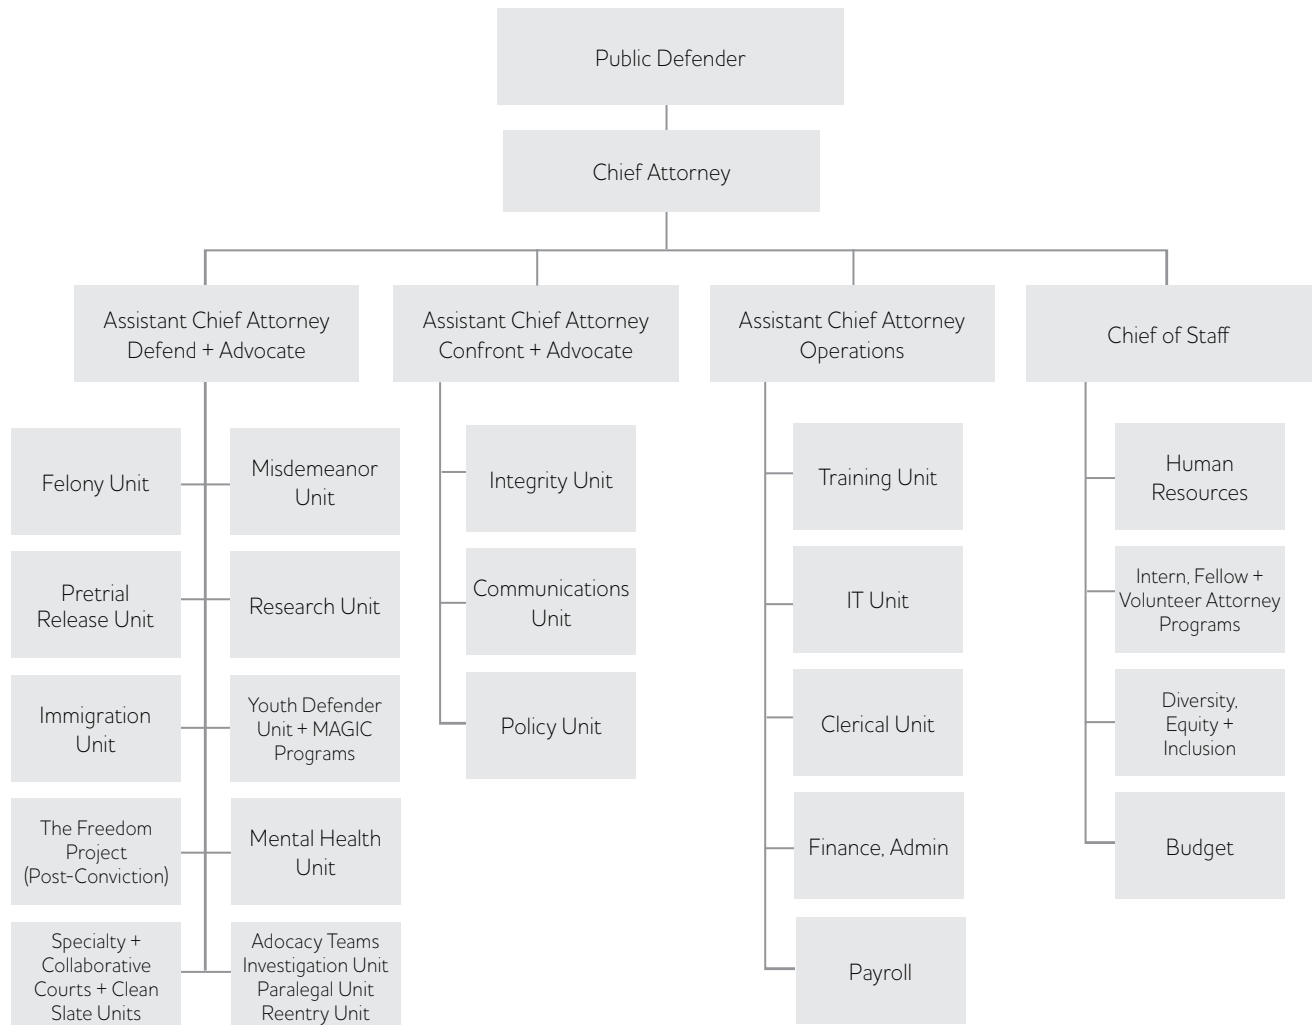 Public Defender
Chief Attorney
Assistant Chief Attorney
Defend + Advocate
Assistant Chief Attorney
Confront + Advocate
Assistant Chief Attorney
Operations
Chief of Staff
Felony Unit
Misdemeanor
Unit
Pretrial
Release Unit
Research Unit
Immigration
Unit
Youth Defender
Unit + MAGIC
Programs
The Freedom
Project
(Post-Conviction)
Mental Health
Unit
Specialty +
Collaborative
Courts + Clean
Slate Units
Adocacy Teams
Investigation Unit
Paralegal Unit
Reentry Unit
Integrity Unit
Communications
Unit
Policy Unit
Training Unit
IT Unit
Clerical Unit
Finance, Admin
Payroll
Human
Resources
Intern, Fellow +
Volunteer Attorney
Programs
Diversity,
Equity +
Inclusion
Budget